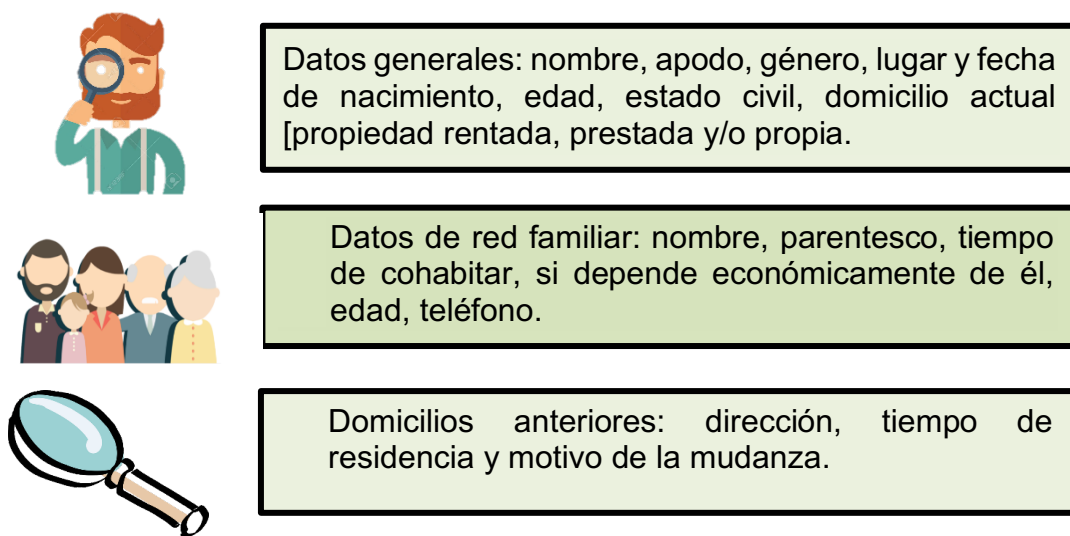 Datos generales: nombre, apodo, género, lugar y fecha
de nacimiento, edad, estado civil, domicilio actual
[propiedad rentada, prestada y/o propia.
Datos de red familiar: nombre, parentesco, tiempo
de cohabitar, si depende económicamente de él,
edad, teléfono.
Domicilios anteriores: dirección, tiempo de
residencia y motivo de la mudanza.